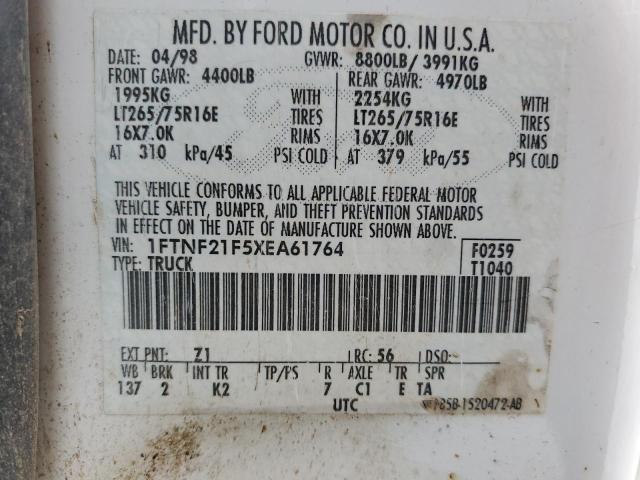 MFD. BY FORD MOTOR CO. IN U.S.A.
DATE: 04/98 GVWR: 8800LB/ 3991KG
FRONT GAWR: 4400LB REAR GAWR: 4970LB
1995KG WITH 2254KG WITH
LT265/75R16E TIRES LT265/75R16E TIRES
16X7.0K RIMS 16X7.0K RIMS
AT 310 kPa/45 PSI COLD AT 379 kPa/55 PSI COLD
THIS VEHICLE CONFORMS TO ALL APPLICABLE FEDERAL MOTOR
VEHICLE SAFETY, BUMPER, AND THEFT PREVENTION STANDARDS
IN EFFECT ON THE DATE OF MANUFACTURE SHOWN ABOVE.
VIN: 1FTNF21F5XEA61764 F0259
TYPE: TRUCK T1040
EXT PNT: Z1 RC: 56 DSO:
WB BRK INT TR TP/PS R AXLE TR SPR
137 2 K2 7 C1 E TA
UTC